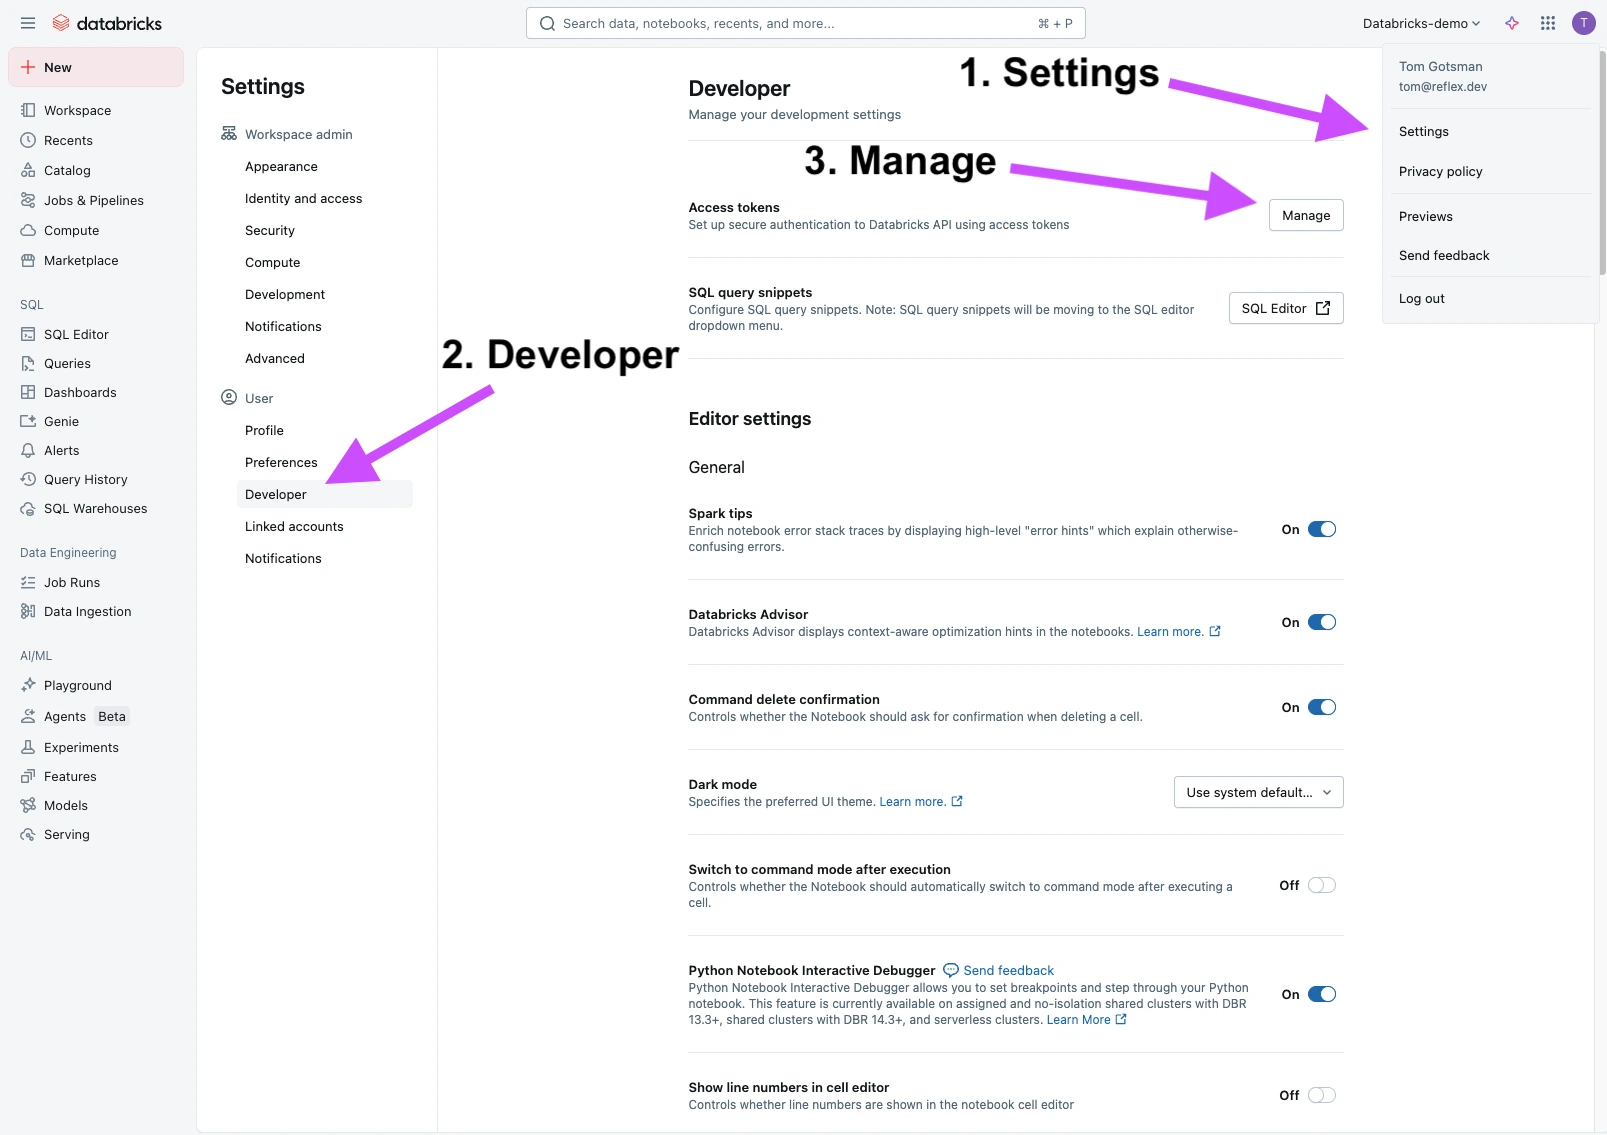 databricks
Search data, notebooks, recents, and more...
⌘ + P
Databricks-demo
T
New
Workspace
Recents
Catalog
Jobs & Pipelines
Compute
Marketplace
SQL
SQL Editor
Queries
Dashboards
Genie
Alerts
Query History
SQL Warehouses
Data Engineering
Job Runs
Data Ingestion
AI/ML
Playground
Agents Beta
Experiments
Features
Models
Serving
Settings
Workspace admin
Appearance
Identity and access
Security
Compute
Development
Notifications
Advanced
User
Profile
Preferences
Developer
Linked accounts
Notifications
1. Settings
2. Developer
3. Manage
Developer
Manage your development settings
Access tokens
Set up secure authentication to Databricks API using access tokens
Manage
SQL query snippets
Configure SQL query snippets. Note: SQL query snippets will be moving to the SQL editor
dropdown menu.
SQL Editor
Editor settings
General
Spark tips
Enrich notebook error stack traces by displaying high-level "error hints" which explain otherwise-
confusing errors.
On
Databricks Advisor
Databricks Advisor displays context-aware optimization hints in the notebooks. Learn more.
On
Command delete confirmation
Controls whether the Notebook should ask for confirmation when deleting a cell.
On
Dark mode
Specifies the preferred UI theme. Learn more.
Use system default...
Switch to command mode after execution
Controls whether the Notebook should automatically switch to command mode after executing a
cell.
Off
Python Notebook Interactive Debugger Send feedback
Python Notebook Interactive Debugger allows you to set breakpoints and step through your Python
notebook. This feature is currently available on assigned and no-isolation shared clusters with DBR
13.3+, shared clusters with DBR 14.3+, and serverless clusters. Learn More
On
Show line numbers in cell editor
Controls whether line numbers are shown in the notebook cell editor
Off
Tom Gotsman
tom@reflex.dev
Settings
Privacy policy
Previews
Send feedback
Log out